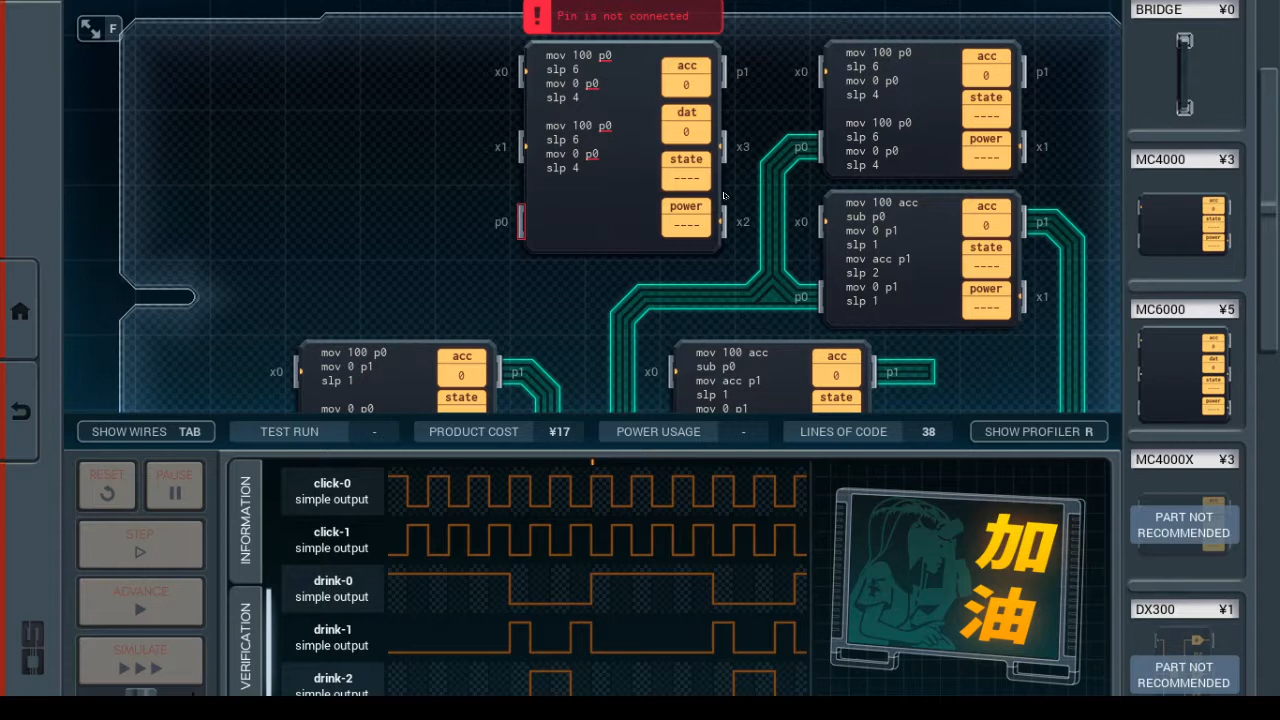 F
! Pin is not connected
BRIDGE ¥0
x0
mov 100 p0
slp 6
mov 0 p0
slp 4
mov 100 p0
slp 6
mov 0 p0
slp 4
acc
0
dat
0
state
----
power
----
p1
x1
x3
p0
x2
x0
mov 100 p0
slp 6
mov 0 p0
slp 4
mov 100 p0
slp 6
mov 0 p0
slp 4
acc
0
state
----
power
----
p1
p0
x1
x0
mov 100 acc
sub p0
mov 0 p1
slp 1
mov acc p1
slp 2
mov 0 p1
slp 1
acc
0
state
----
power
----
p1
p0
x1
x0
mov 100 p0
mov 0 p1
slp 1
mov 0 p0
acc
0
state
p1
x0
mov 100 acc
sub p0
mov acc p1
slp 1
mov 0 p1
acc
0
state
p1
MC4000 ¥3
MC6000 ¥5
MC4000X ¥3
PART NOT
RECOMMENDED
DX300 ¥1
PART NOT
RECOMMENDED
SHOW WIRES TAB
TEST RUN -
PRODUCT COST ¥17
POWER USAGE -
LINES OF CODE 38
SHOW PROFILER R
RESET
PAUSE
STEP
ADVANCE
SIMULATE
INFORMATION
VERIFICATION
click-0
simple output
click-1
simple output
drink-0
simple output
drink-1
simple output
drink-2
simple output
加
油